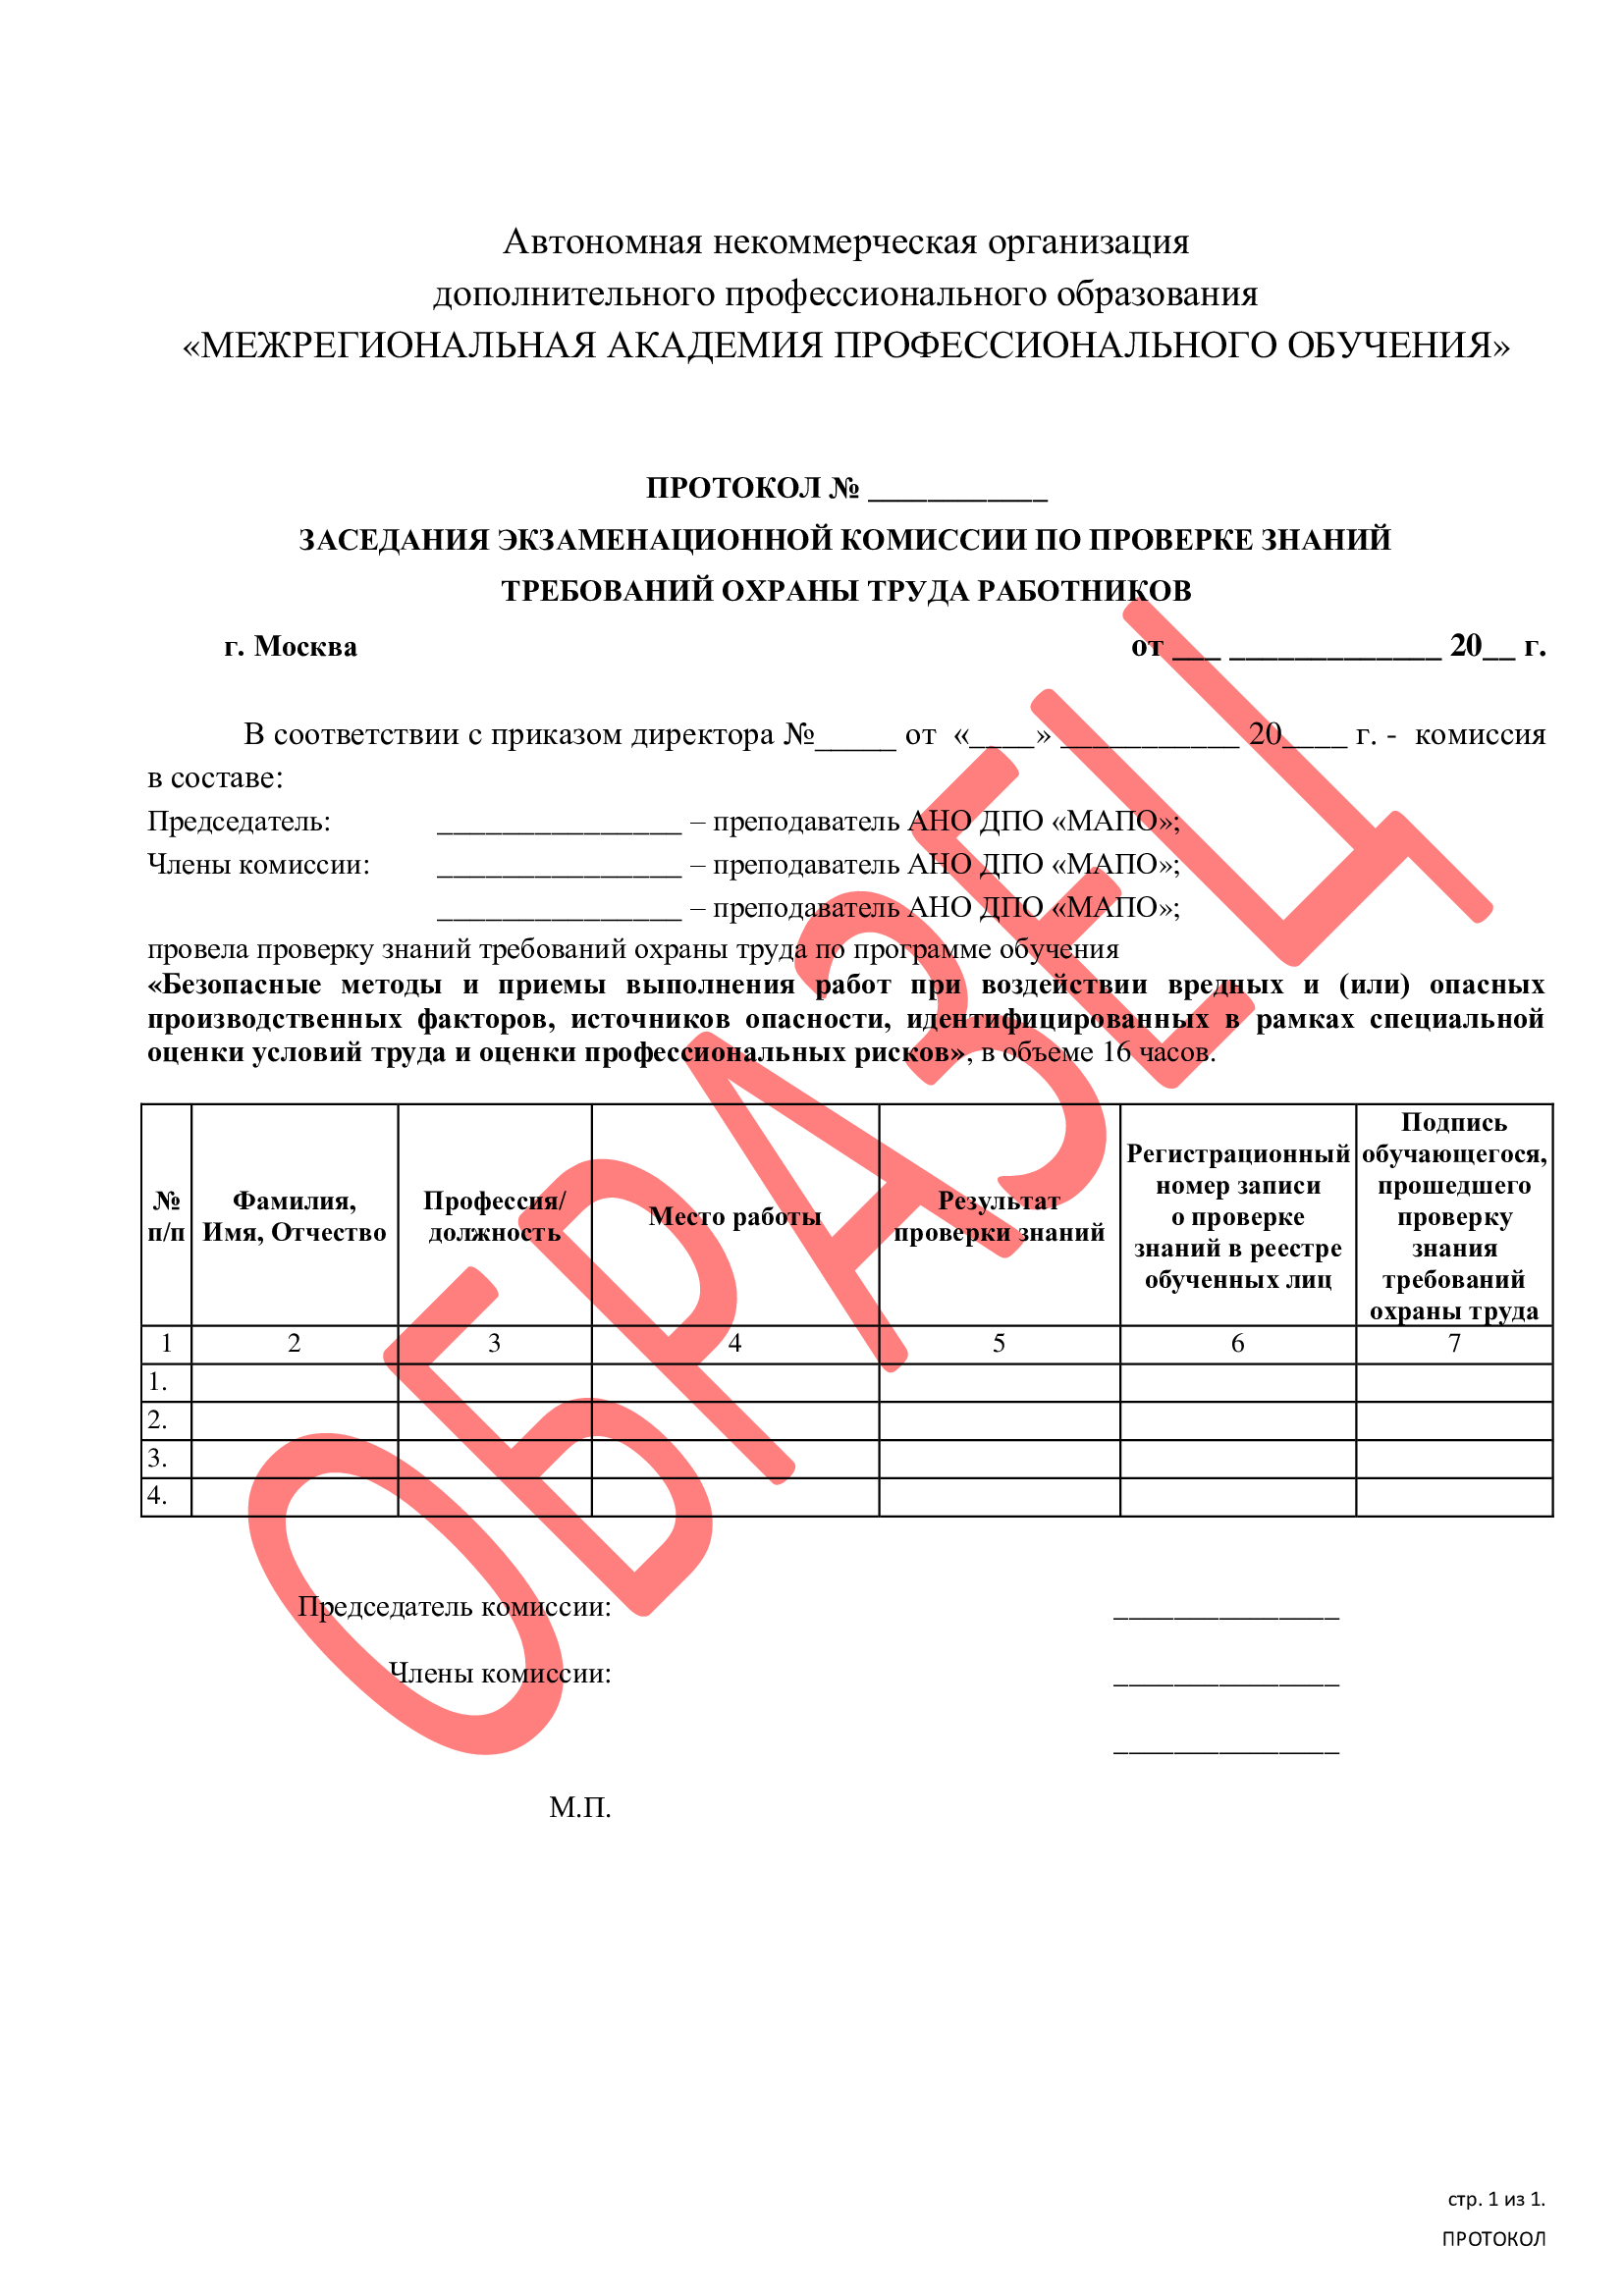 Автономная некоммерческая организация
дополнительного профессионального образования
«МЕЖРЕГИОНАЛЬНАЯ АКАДЕМИЯ ПРОФЕССИОНАЛЬНОГО ОБУЧЕНИЯ»
ПРОТОКОЛ № ____________
ЗАСЕДАНИЯ ЭКЗАМЕНАЦИОННОЙ КОМИССИИ ПО ПРОВЕРКЕ ЗНАНИЙ
ТРЕБОВАНИЙ ОХРАНЫ ТРУДА РАБОТНИКОВ
г. Москва от ___ _____________ 20__ г.
В соответствии с приказом директора №_____ от «____» ___________ 20____ г. - комиссия
в составе:
Председатель: _______________ – преподаватель АНО ДПО «МАПО»;
Члены комиссии: _______________ – преподаватель АНО ДПО «МАПО»;
_______________ – преподаватель АНО ДПО «МАПО»;
провела проверку знаний требований охраны труда по программе обучения
«Безопасные методы и приемы выполнения работ при воздействии вредных и (или) опасных
производственных факторов, источников опасности, идентифицированных в рамках специальной
оценки условий труда и оценки профессиональных рисков», в объеме 16 часов.
№
п/п
Фамилия,
Имя, Отчество
Профессия/
должность
Место работы
Результат
проверки знаний
Регистрационный
номер записи
о проверке
знаний в реестре
обученных лиц
Подпись
обучающегося,
прошедшего
проверку
знания
требований
охраны труда
1 2 3 4 5 6 7
1.
2.
3.
4.
Председатель комиссии: _______________
Члены комиссии: _______________
_______________
М.П.
ОБРАЗЕЦ
стр. 1 из 1.
ПРОТОКОЛ